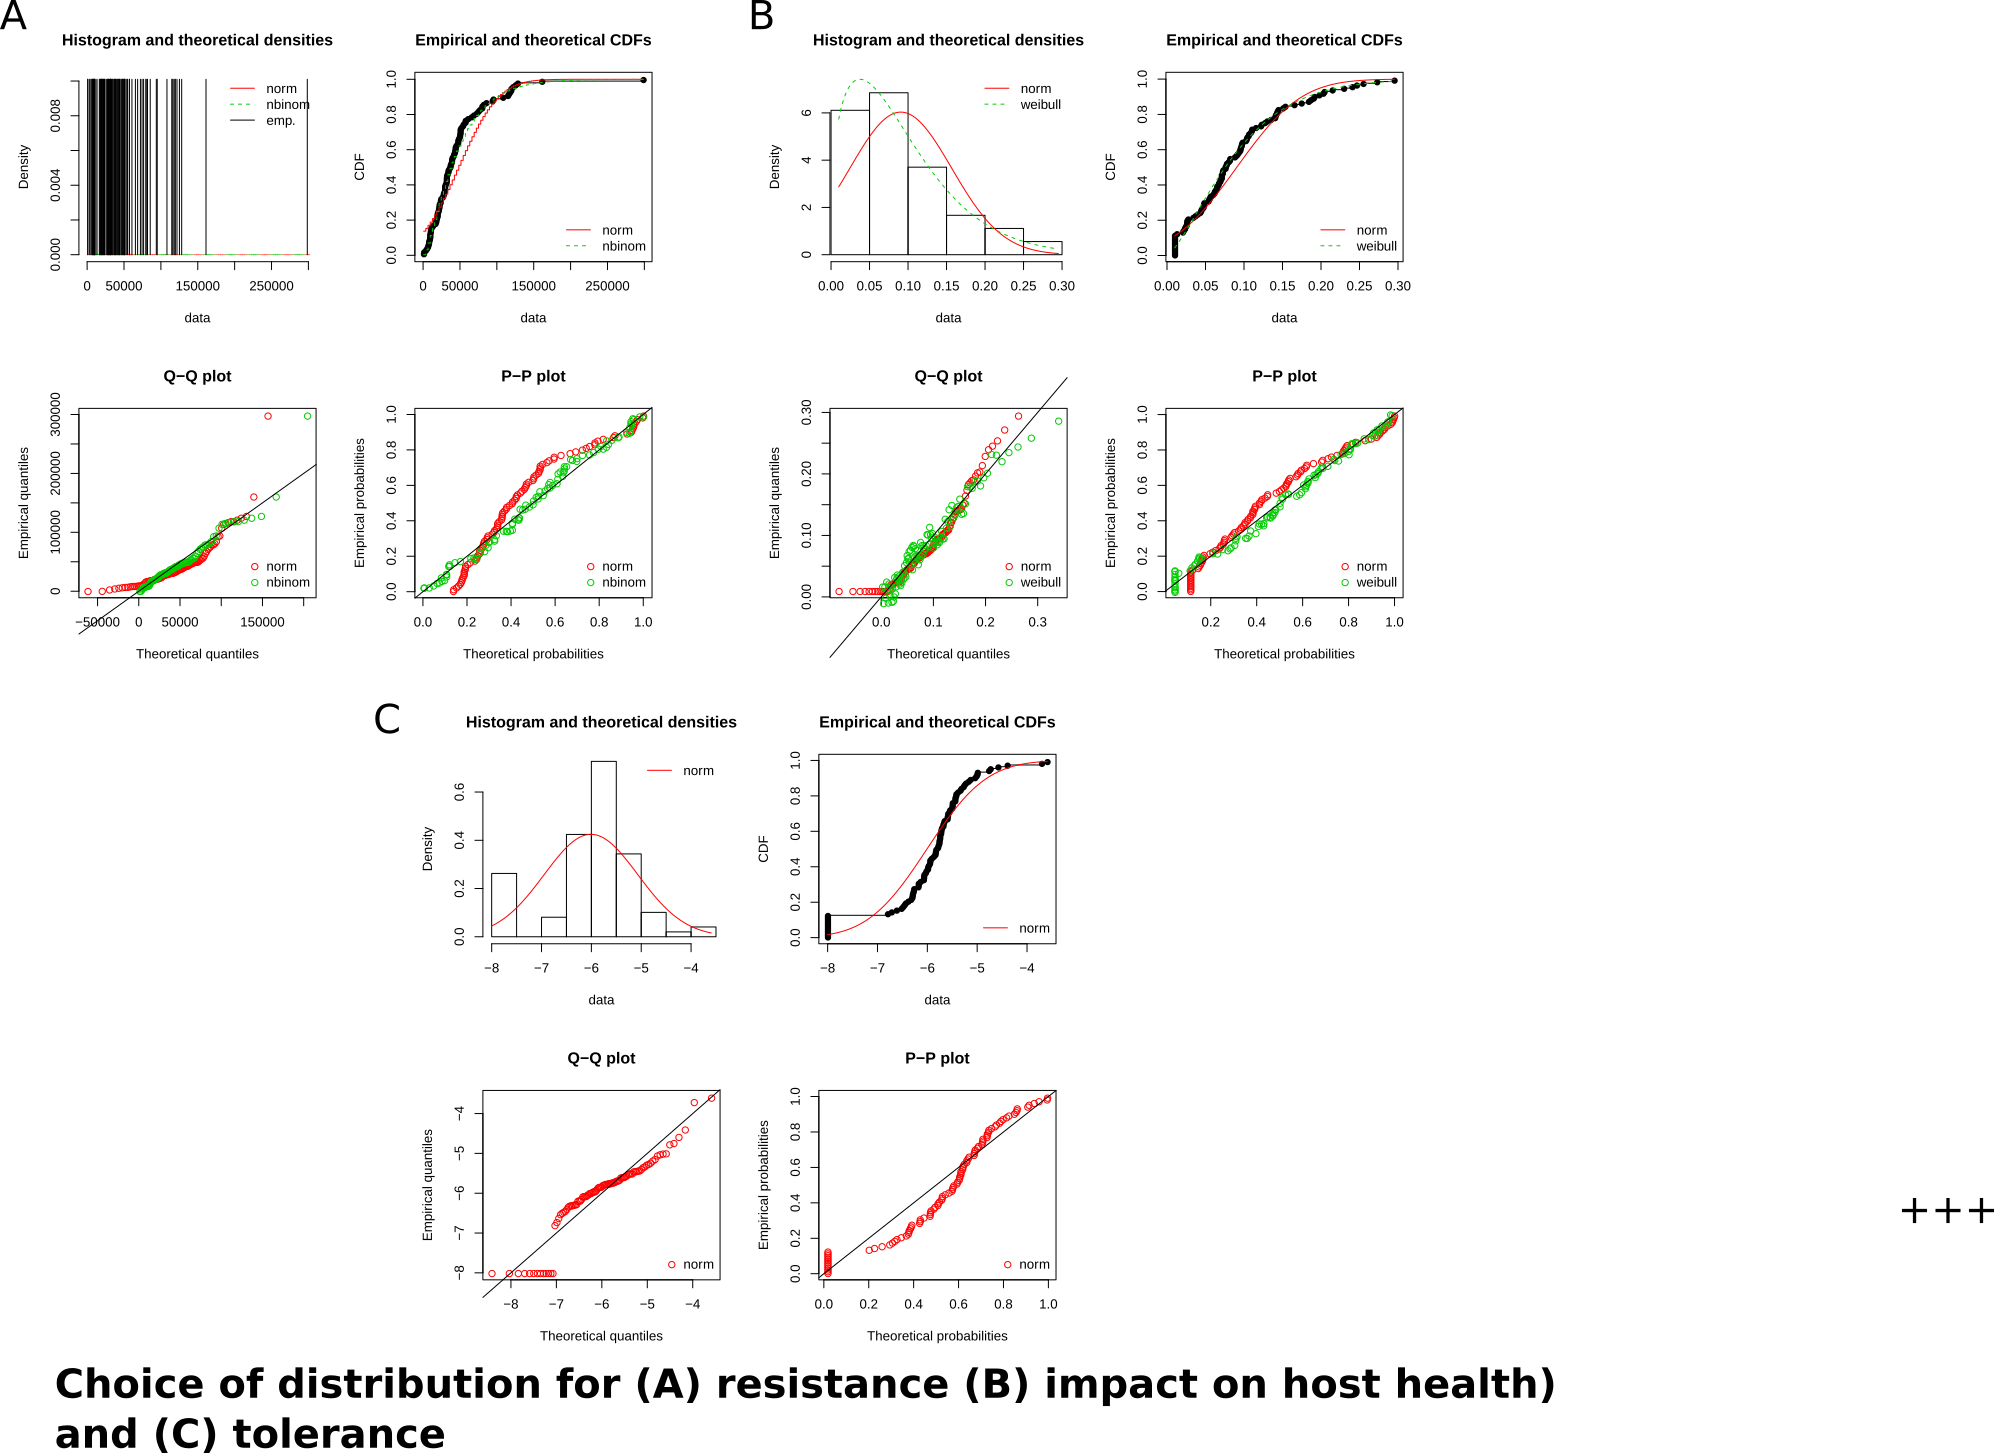 A
Histogram and theoretical densities
Density
0.000 0.004 0.008
norm
nbinom
emp.
0 50000 150000 250000
data
Empirical and theoretical CDFs
CDF
0.0 0.2 0.4 0.6 0.8 1.0
norm
nbinom
0 50000 150000 250000
data
Q−Q plot
Empirical quantiles
0 100000 200000 300000
norm
nbinom
−50000 0 50000 150000
Theoretical quantiles
P−P plot
Empirical probabilities
0.0 0.2 0.4 0.6 0.8 1.0
norm
nbinom
0.0 0.2 0.4 0.6 0.8 1.0
Theoretical probabilities
B
Histogram and theoretical densities
Density
0 2 4 6
norm
weibull
0.00 0.05 0.10 0.15 0.20 0.25 0.30
data
Empirical and theoretical CDFs
CDF
0.0 0.2 0.4 0.6 0.8 1.0
norm
weibull
0.00 0.05 0.10 0.15 0.20 0.25 0.30
data
Q−Q plot
Empirical quantiles
0.00 0.10 0.20 0.30
norm
weibull
0.0 0.1 0.2 0.3
Theoretical quantiles
P−P plot
Empirical probabilities
0.0 0.2 0.4 0.6 0.8 1.0
norm
weibull
0.2 0.4 0.6 0.8 1.0
Theoretical probabilities
C
Histogram and theoretical densities
Density
0.0 0.2 0.4 0.6
norm
−8 −7 −6 −5 −4
data
Empirical and theoretical CDFs
CDF
0.0 0.2 0.4 0.6 0.8 1.0
norm
−8 −7 −6 −5 −4
data
Q−Q plot
Empirical quantiles
−8 −7 −6 −5 −4
norm
−8 −7 −6 −5 −4
Theoretical quantiles
P−P plot
Empirical probabilities
0.0 0.2 0.4 0.6 0.8 1.0
norm
0.0 0.2 0.4 0.6 0.8 1.0
Theoretical probabilities
+++
Choice of distribution for (A) resistance (B) impact on host health)
and (C) tolerance